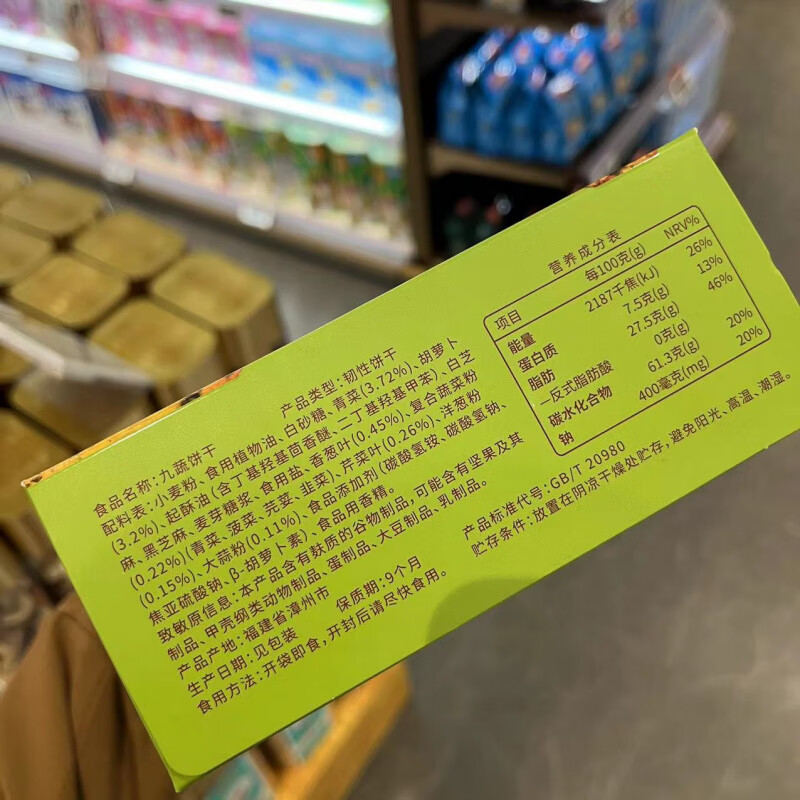 食品名称:九蔬饼干 产品类型:韧性饼干
配料表:小麦粉、食用植物油、白砂糖、青菜(3.72%)、胡萝卜
(3.2%)、起酥油(含丁基羟基茴香醚、二丁基羟基甲苯)、白芝
麻、黑芝麻、麦芽糖浆、食用盐、香葱叶(0.45%)、复合蔬菜粉
(0.22%)(青菜、菠菜、芫菜、韭菜)、芹菜叶(0.26%)、洋葱粉
(0.15%)、大蒜粉(0.11%)、食品添加剂(碳酸氢铵、碳酸氢钠、
焦亚硫酸钠、β-胡萝卜素)、食品用香精。
致敏原信息:本产品含有麸质的谷物制品,可能含有坚果及其
制品、甲壳纲类动物制品、蛋制品、大豆制品、乳制品。
产品产地:福建省漳州市
生产日期:见包装 保质期:9个月
食用方法:开袋即食,开封后请尽快食用。
营养成分表
项目 每100克(g) NRV%
能量 2187千焦(kJ) 26%
蛋白质 7.5克(g) 13%
脂肪 27.5克(g) 46%
—反式脂肪酸 0克(g)
碳水化合物 61.3克(g) 20%
钠 400毫克(mg) 20%
产品标准代号:GB/T 20980
贮存条件:放置在阴凉干燥处贮存,避免阳光、高温、潮湿。